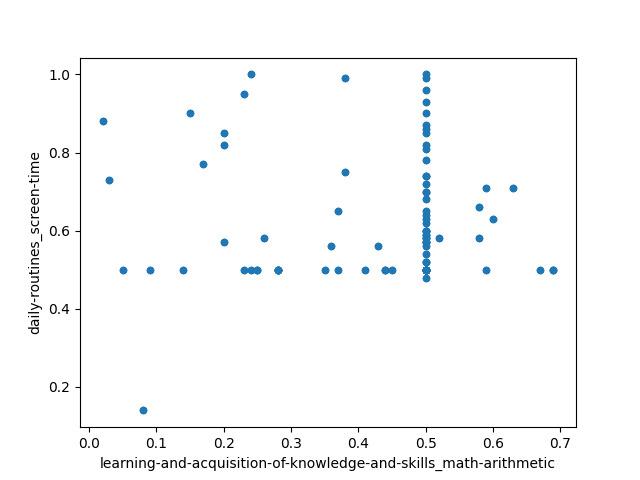 1.0
0.8
0.6
0.4
0.2
daily-routines_screen-time
0.0 0.1 0.2 0.3 0.4 0.5 0.6 0.7
learning-and-acquisition-of-knowledge-and-skills_math-arithmetic